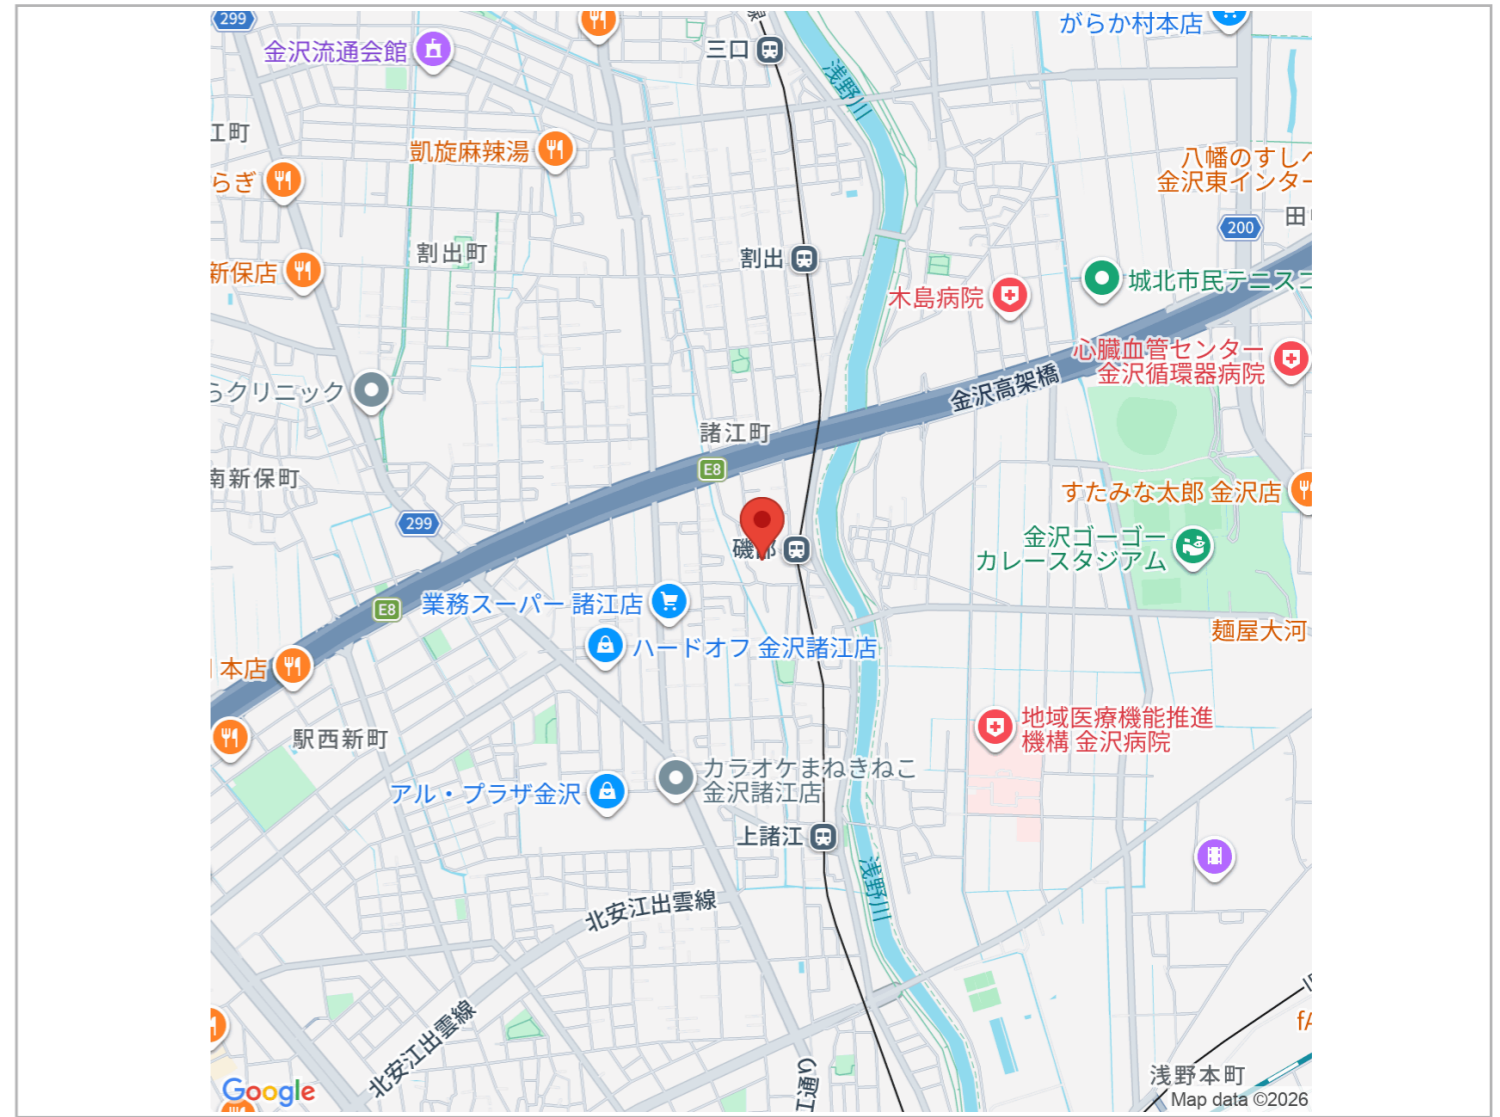 299
金沢流通会館
三口
浅野川
がらか村本店
江町
凱旋麻辣湯
らぎ
八幡のすしべ
金沢東インター
200
割出町
割出
新保店
木島病院
城北市民テニスコ
心臓血管センター
金沢循環器病院
らクリニック
金沢高架橋
諸江町
E8
南新保町
すたみな太郎 金沢店
299
金沢ゴーゴー
カレースタジアム
E8
業務スーパー 諸江店
麺屋大河
ハードオフ 金沢諸江店
本店
地域医療機能推進
機構 金沢病院
駅西新町
カラオケまねきねこ
金沢諸江店
アル・プラザ金沢
上諸江
浅野川
北安江出雲線
北安江出雲線
江通り
浅野本町
Google
Map data ©2026